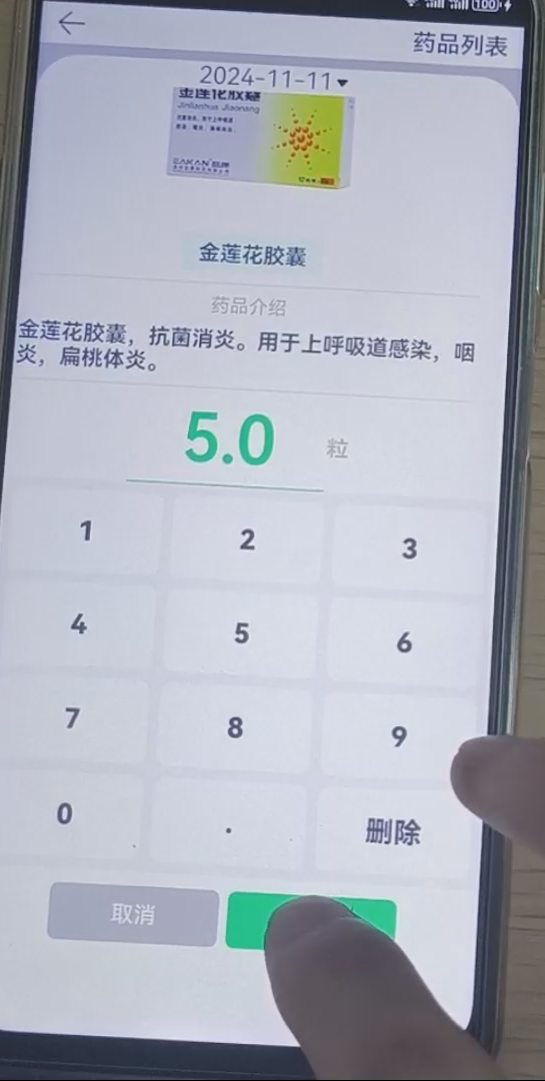 100
药品列表
2024-11-11
金莲花胶囊
Jinlianhua Jiaonang
金莲花胶囊
药品介绍
金莲花胶囊，抗菌消炎。用于上呼吸道感染，咽
炎，扁桃体炎。
5.0 粒
1 2 3
4 5 6
7 8 9
0 . 删除
取消